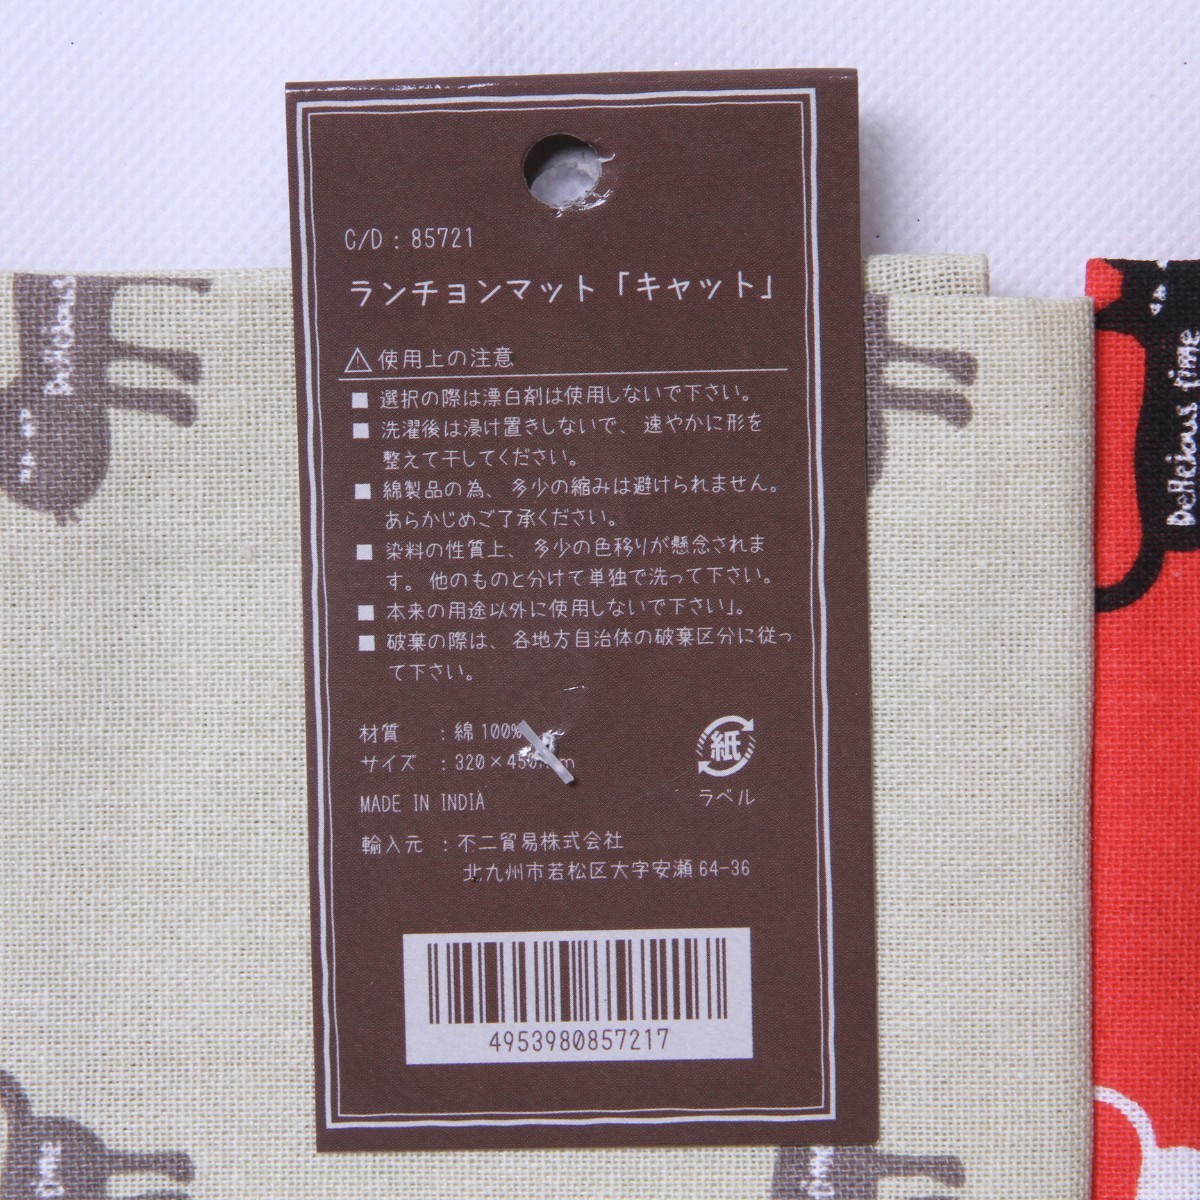 C/D : 85721
ランチョンマット「キャット」
使用上の注意
■ 選択の際は漂白剤は使用しないで下さい。
■ 洗濯後は浸け置きしないで、速やかに形を
整えて干してください。
■ 綿製品の為、多少の縮みは避けられません。
あらかじめご了承ください。
■ 染料の性質上、多少の色移りが懸念されま
す。他のものと分けて単独で洗って下さい。
■ 本来の用途以外に使用しないで下さい」。
■ 破棄の際は、各地方自治体の破棄区分に従っ
て下さい。
材質 : 綿 100%
サイズ : 320×450mm
紙
ラベル
MADE IN INDIA
輸入元 : 不二貿易株式会社
北九州市若松区大字安瀬 64-36
4953980857217
Delicious
Delicious time
time
time